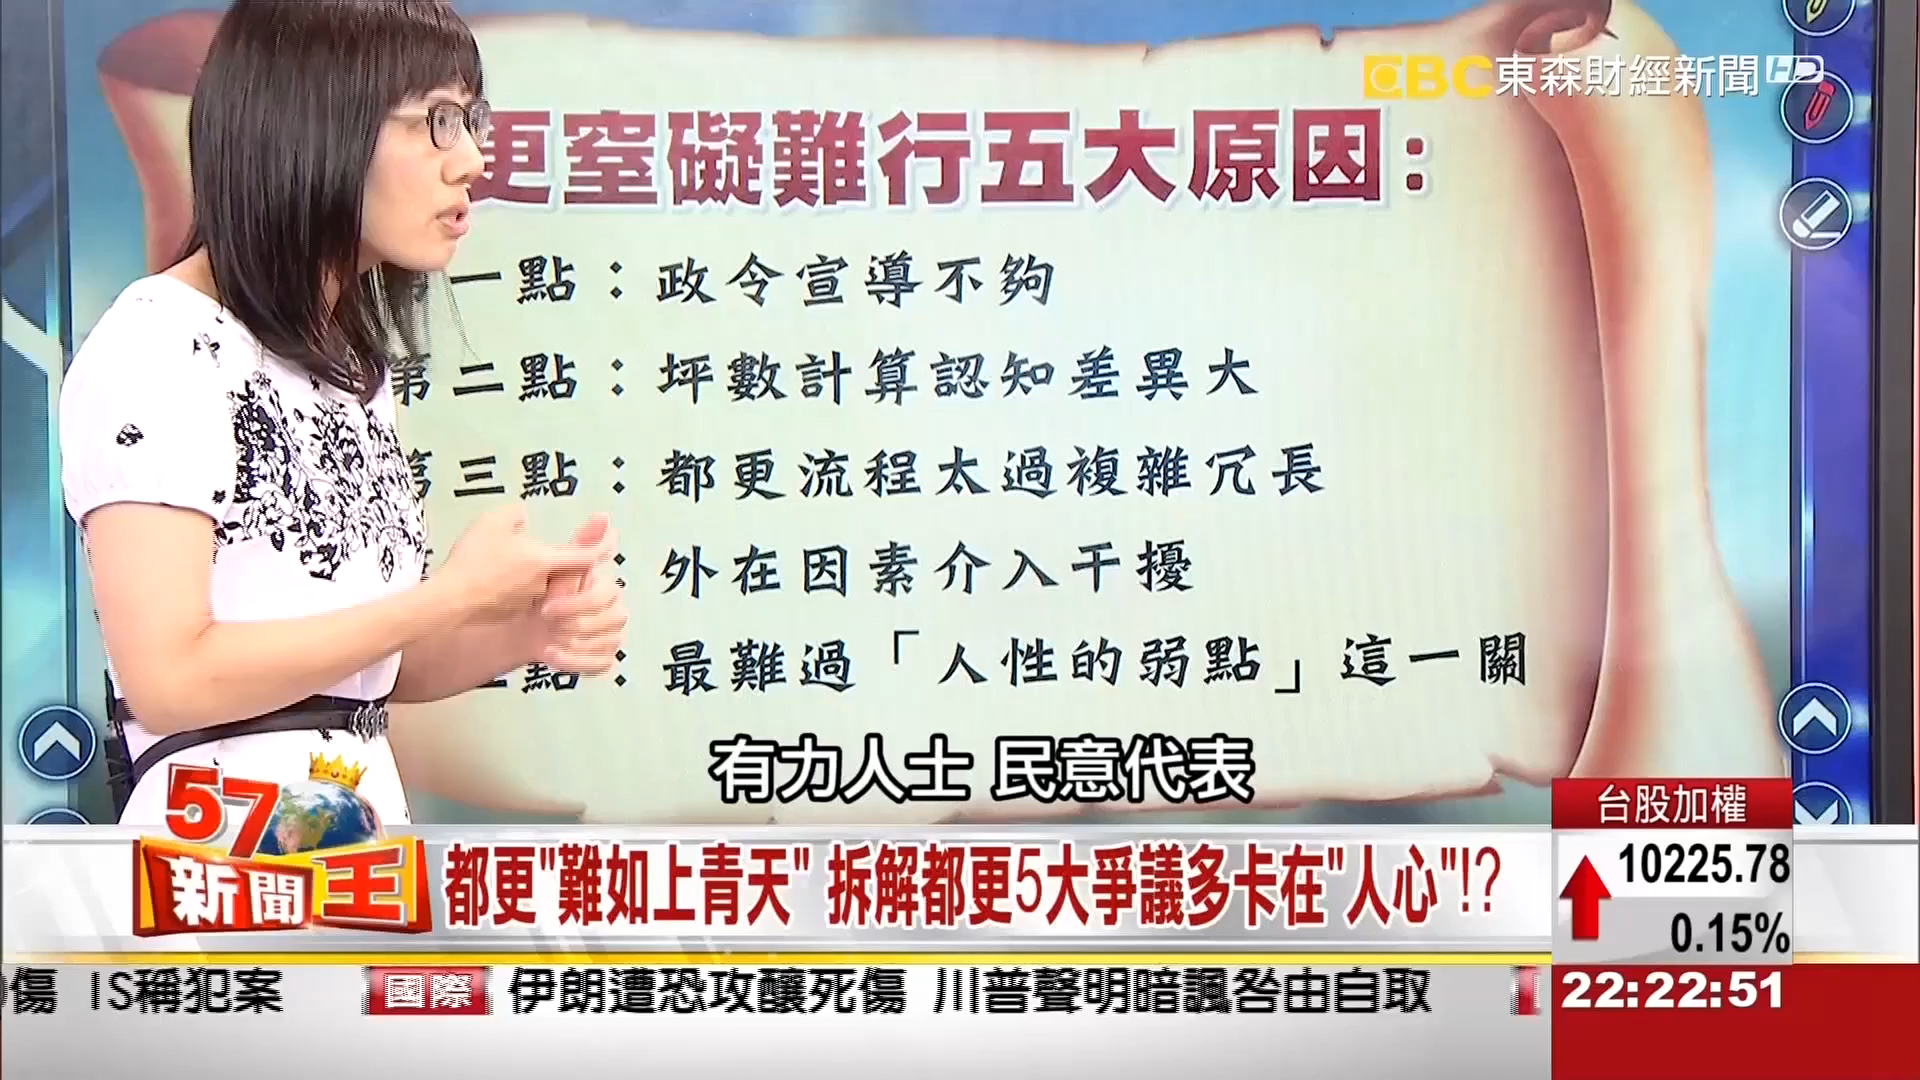 EBC東森財經新聞HD
更窒礙難行五大原因：
第一點：政令宣導不夠
第二點：坪數計算認知差異大
第三點：都更流程太過複雜冗長
：外在因素介入干擾
點：最難過「人性的弱點」這一關
有力人士 民意代表
57
新聞王
都更"難如上青天" 拆解都更5大爭議多卡在"人心"!?
台股加權
10225.78
0.15%
傷 IS稱犯案 國際 伊朗遭恐攻釀死傷 川普聲明暗諷咎由自取
22:22:51